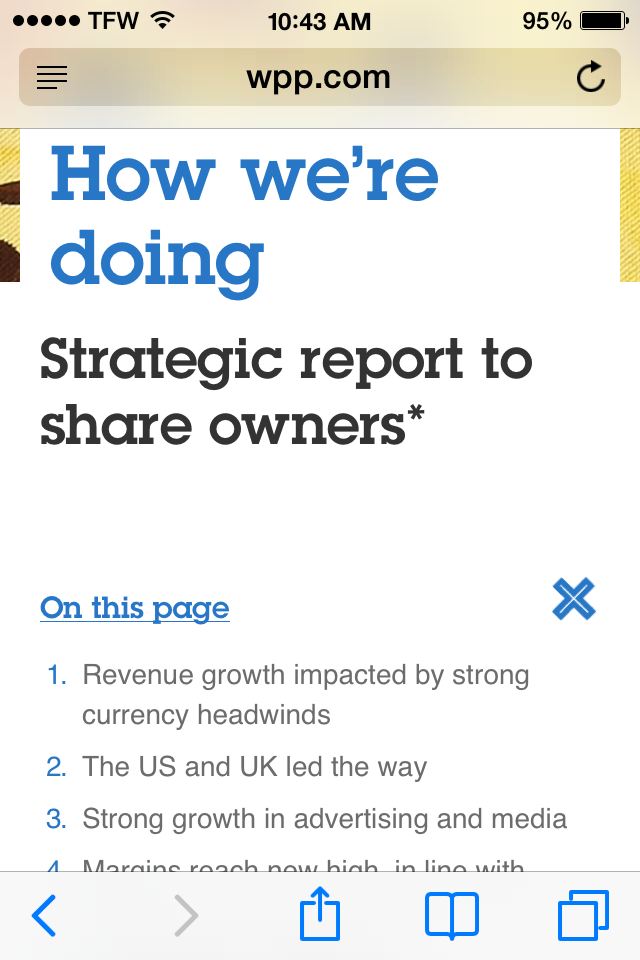 TFW 10:43 AM 95%
wpp.com
How we're
doing
Strategic report to
share owners*
On this page
1. Revenue growth impacted by strong
currency headwinds
2. The US and UK led the way
3. Strong growth in advertising and media
4. Margins reach new high, in line with